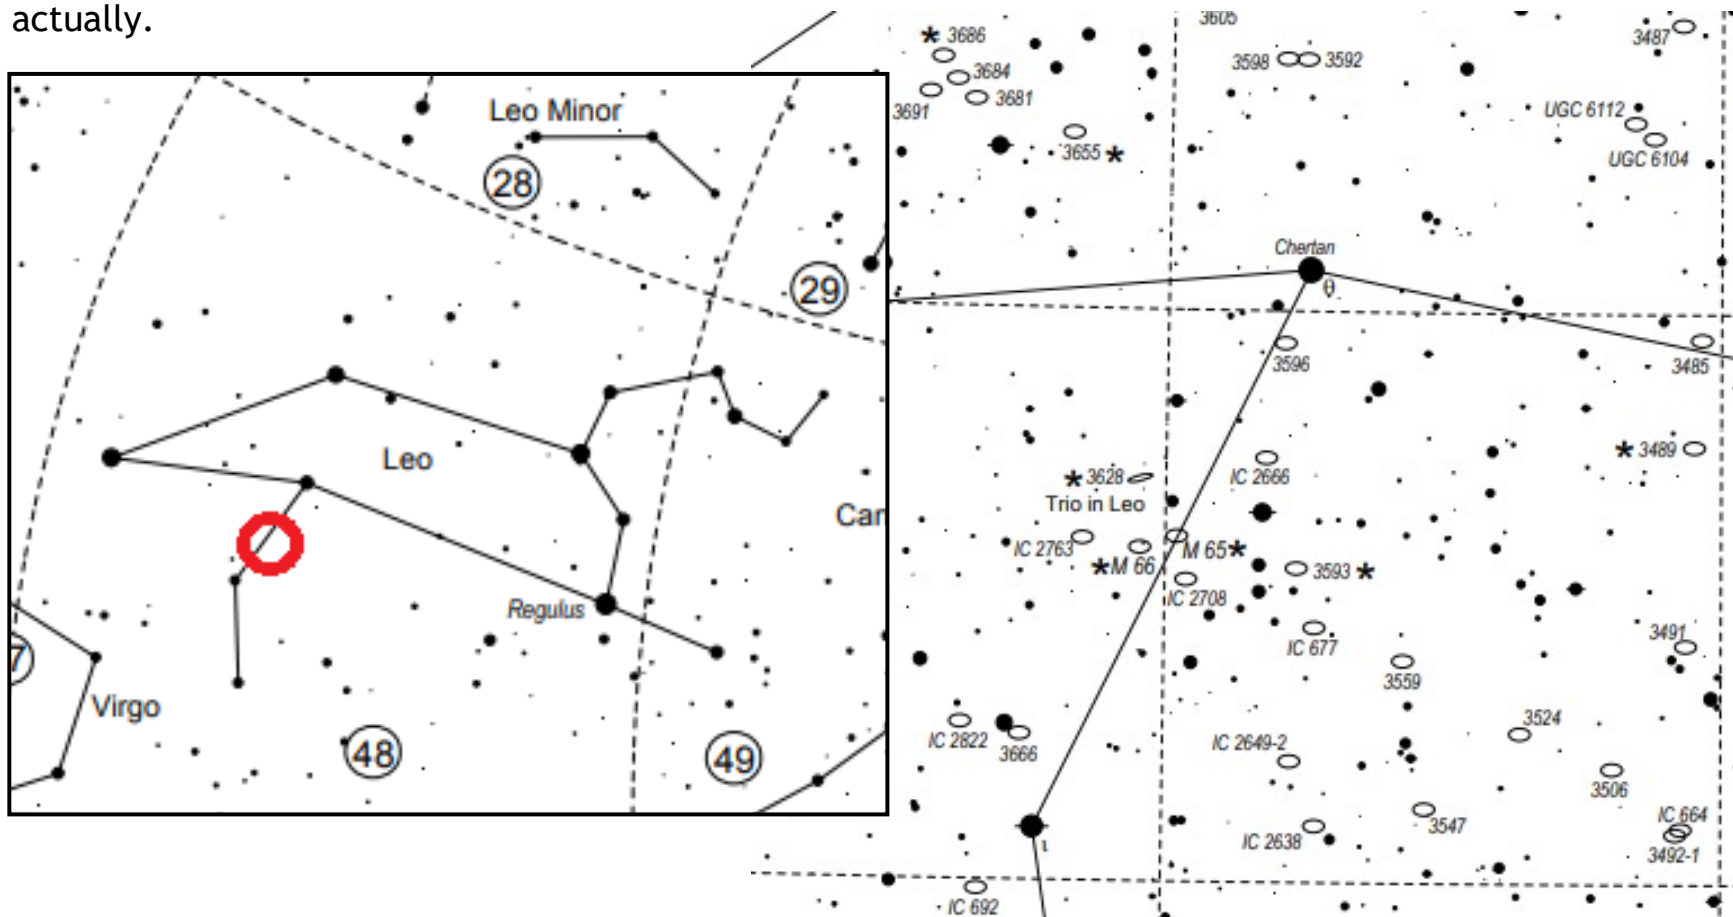 actually.
Leo Minor
28
29
Leo
Can
Regulus
7
Virgo
48
49
3605
* 3686
3684
3691
3681
3655 *
3598
3592
3487
UGC 6112
UGC 6104
Chertan
θ
3596
3485
* 3489
IC 2666
* 3628
Trio in Leo
IC 2763
* M 66
M 65 *
3593 *
IC 2708
IC 677
3491
3559
3524
IC 2822
3666
IC 2649-2
3506
IC 664
3492-1
3547
IC 2638
ι
IC 692